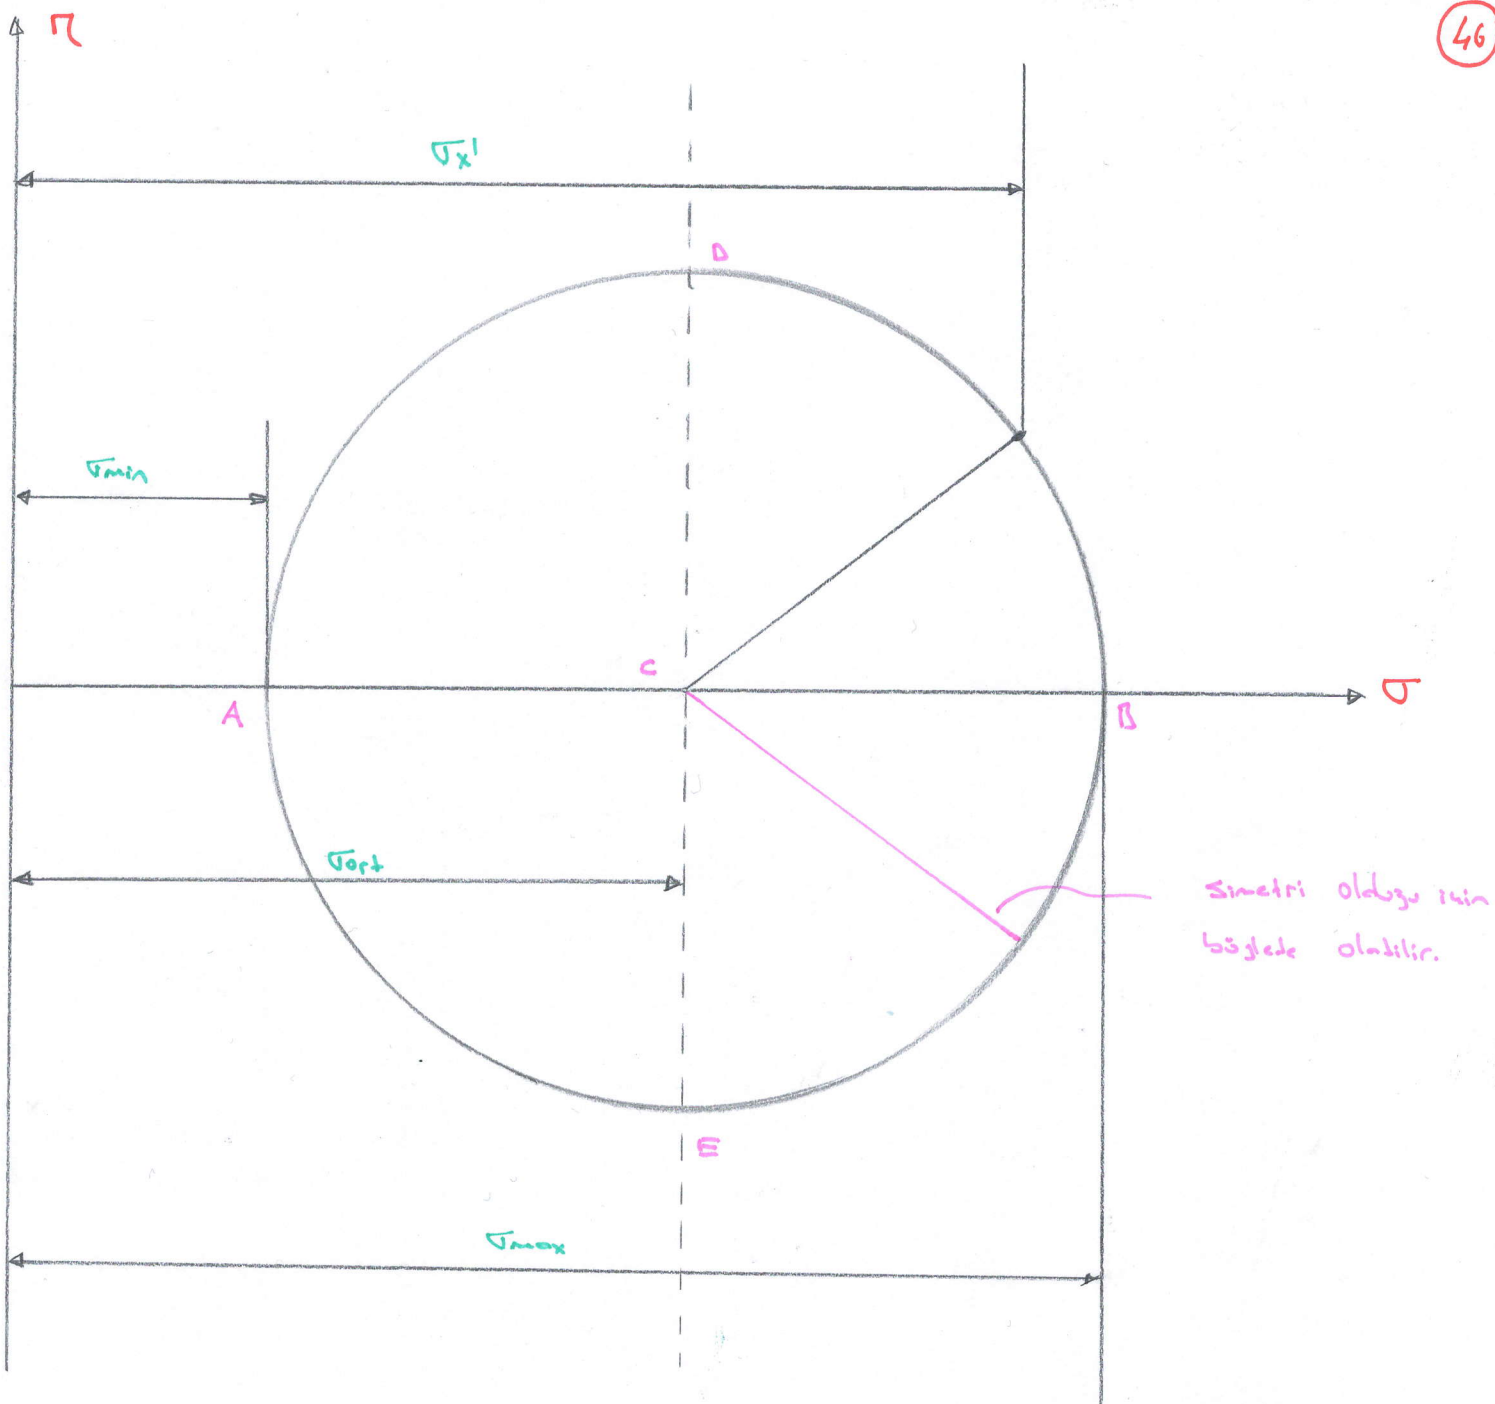 τ
46
σx'
D
σmin
C
σ
A
B
σort
simetri olduğu için
böylede olabilir.
E
σmax